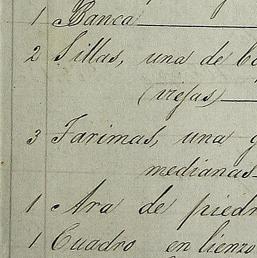 1 Banca
2 Sillas, una de
(viejas)
3 Tarimas, una
medianas
1 Ara de piedr
1 Cuadro en lienzo